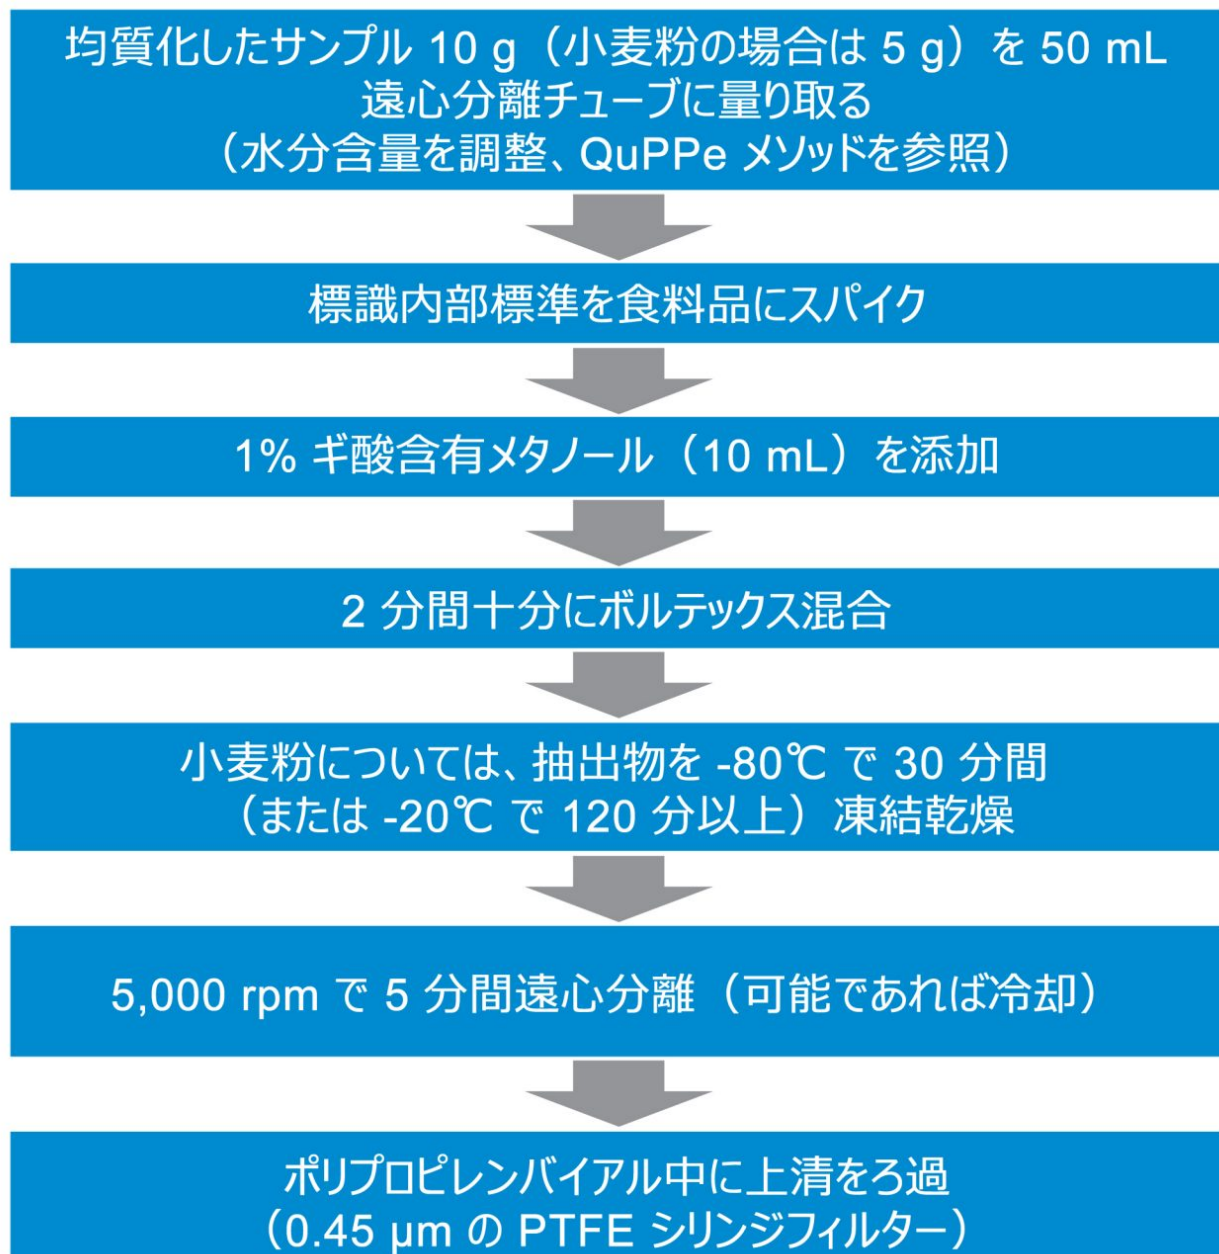 均質化したサンプル 10 g（小麦粉の場合は 5 g）を 50 mL
遠心分離チューブに量り取る
（水分含量を調整、QuPPe メソッドを参照）
標識内部標準を食料品にスパイク
1% ギ酸含有メタノール（10 mL）を添加
2 分間十分にボルテックス混合
小麦粉については、抽出物を -80℃ で 30 分間
（または -20℃ で 120 分以上）凍結乾燥
5,000 rpm で 5 分間遠心分離（可能であれば冷却）
ポリプロピレンバイアル中に上清をろ過
（0.45 µm の PTFE シリンジフィルター）